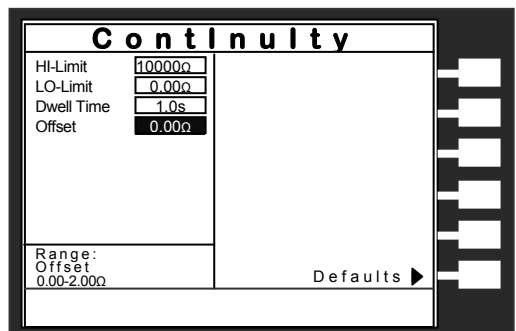 ContInuIty
HI-Limit 10000Ω
LO-Limit 0.00Ω
Dwell Time 1.0s
Offset 0.00Ω
Range:
Offset
0.00-2.00Ω
Defaults